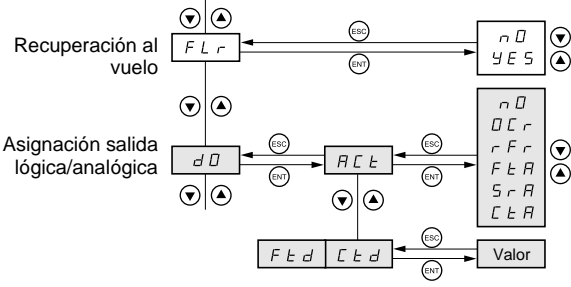 ESC
Recuperación al
vuelo
FLr
nO
YES
ENT
nO
OCr
rFr
FtA
SrA
CtA
Asignación salida
lógica/analógica
dO
ESC
ENT
ACt
ESC
ENT
Ftd
Ctd
ESC
ENT
Valor